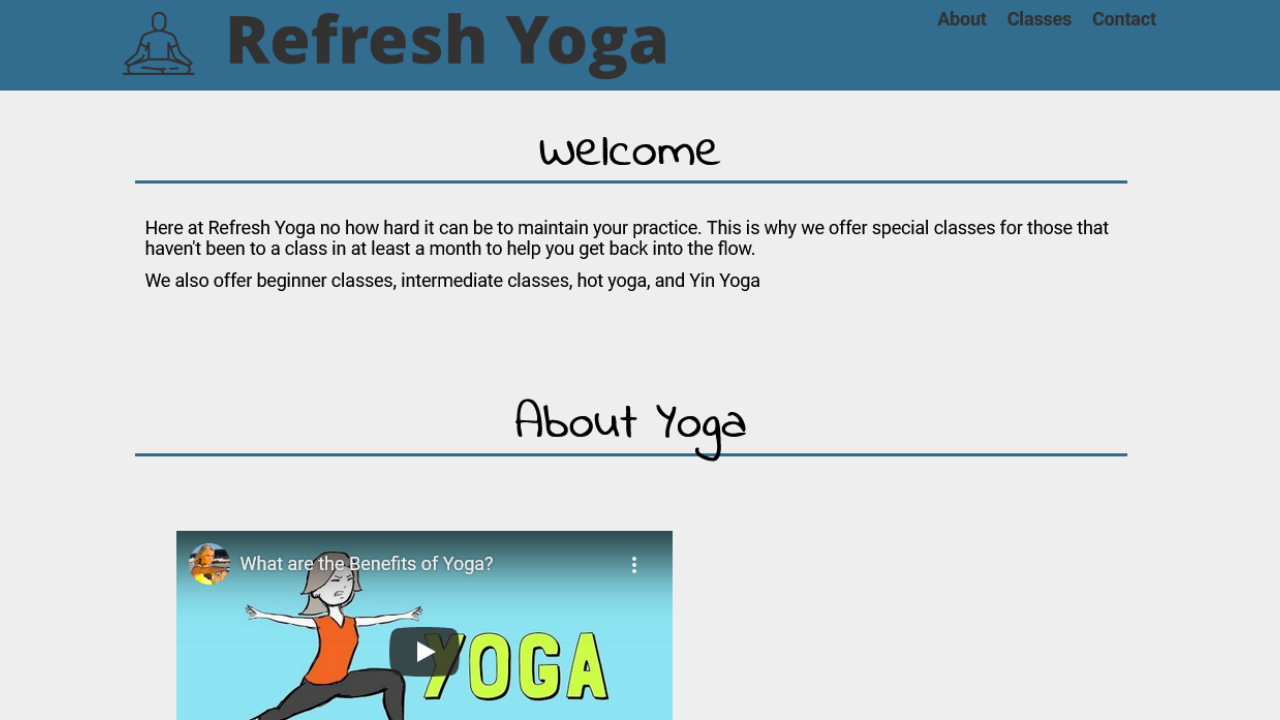 Refresh Yoga
About Classes Contact
Welcome
Here at Refresh Yoga no how hard it can be to maintain your practice. This is why we offer special classes for those that
haven't been to a class in at least a month to help you get back into the flow.
We also offer beginner classes, intermediate classes, hot yoga, and Yin Yoga
About Yoga
What are the Benefits of Yoga?
YOGA